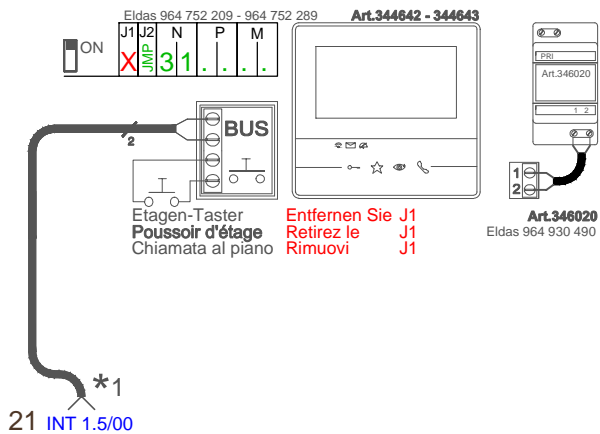 Eldas 964 752 209 - 964 752 289
Art.344642 - 344643
ON
J1 J2 N P M
X JMP 3 1 . . . .
PRI
Art.346020
1 2
BUS
2
1
2
Art.346020
Eldas 964 930 490
Etagen-Taster
Poussoir d'étage
Chiamata al piano
Entfernen Sie J1
Retirez le J1
Rimuovi J1
*1
21 INT 1.5/00